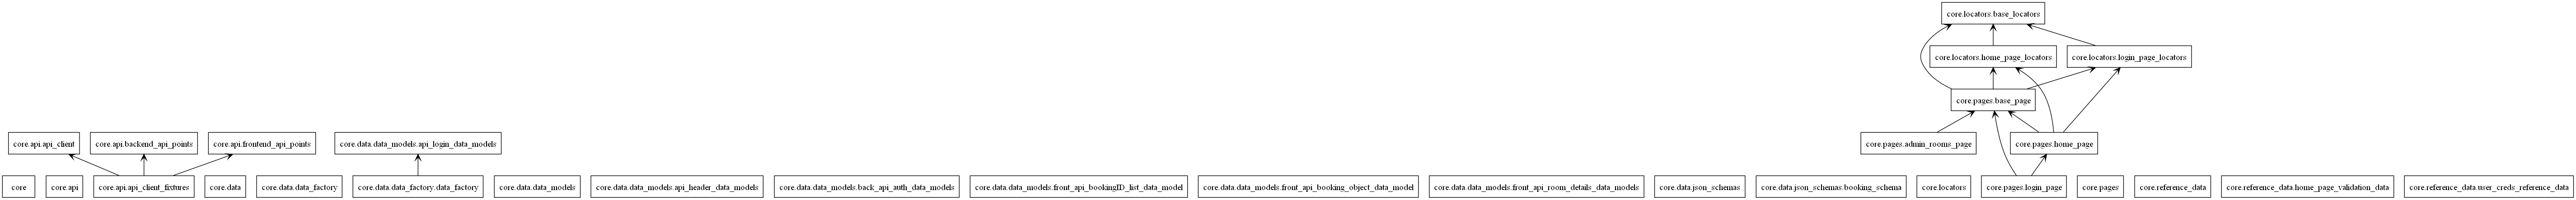 core.locators.base_locators
core.locators.home_page_locators
core.locators.login_page_locators
core.pages.base_page
core.api.api_client
core.api.backend_api_points
core.api.frontend_api_points
core.data.data_models.api_login_data_models
core.pages.admin_rooms_page
core.pages.home_page
core
core.api
core.api.api_client_fixtures
core.data
core.data.data_factory
core.data.data_factory.data_factory
core.data.data_models
core.data.data_models.api_header_data_models
core.data.data_models.back_api_auth_data_models
core.data.data_models.front_api_bookingID_list_data_model
core.data.data_models.front_api_booking_object_data_model
core.data.data_models.front_api_room_details_data_models
core.data.json_schemas
core.data.json_schemas.booking_schema
core.locators
core.pages.login_page
core.pages
core.reference_data
core.reference_data.home_page_validation_data
core.reference_data.user_creds_reference_data